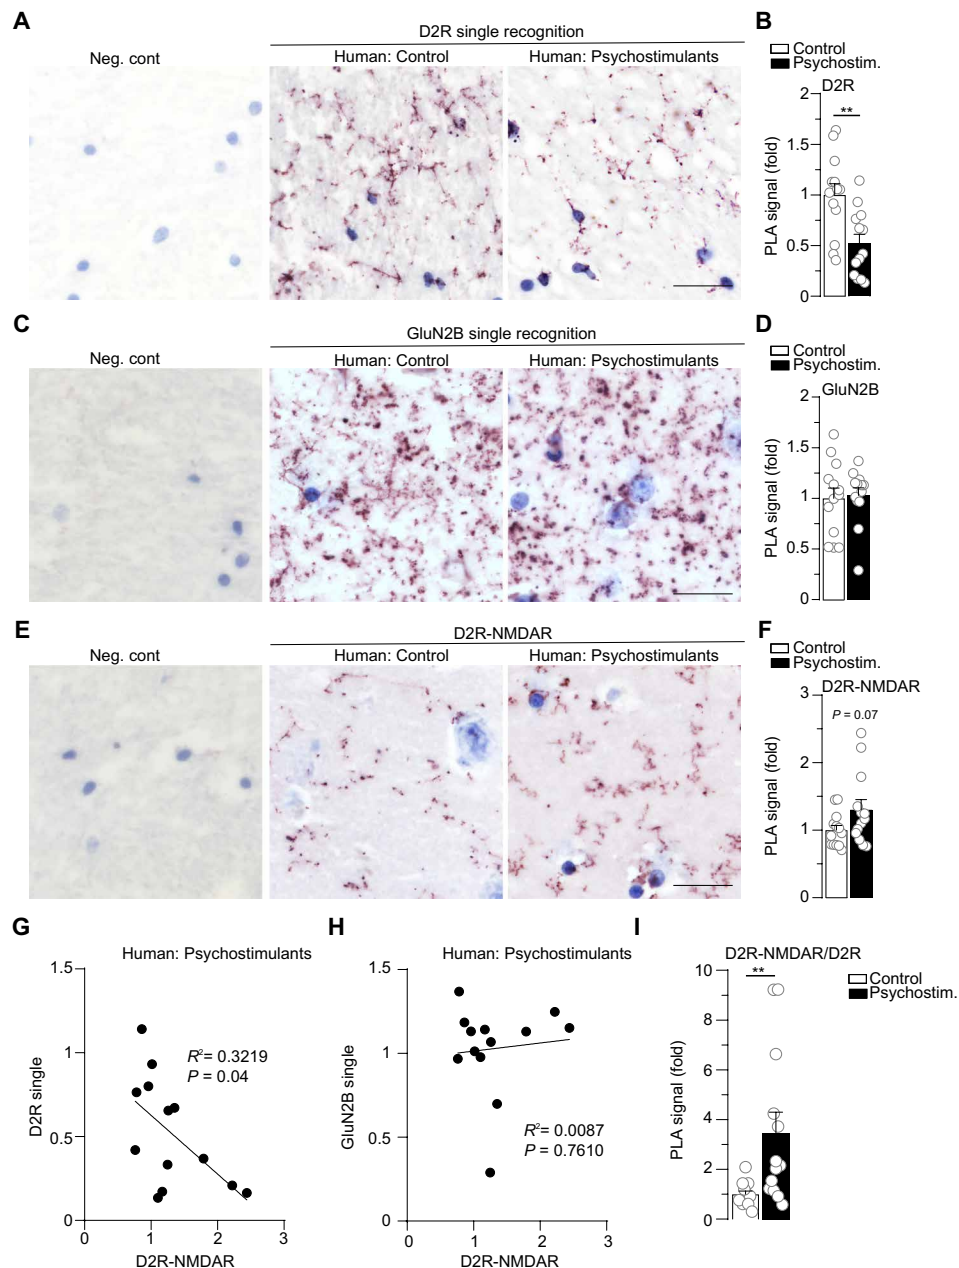 A
D2R single recognition
Neg. cont
Human: Control
Human: Psychostimulants
B
Control
Psychostim.
D2R
**
PLA signal (fold)
2
1.5
1
0.5
0
C
GluN2B single recognition
Neg. cont
Human: Control
Human: Psychostimulants
D
Control
Psychostim.
GluN2B
PLA signal (fold)
2
1.5
1
0.5
0
E
D2R-NMDAR
Neg. cont
Human: Control
Human: Psychostimulants
F
Control
Psychostim.
D2R-NMDAR
P = 0.07
PLA signal (fold)
3
2
1
0
G
Human: Psychostimulants
R²= 0.3219
P = 0.04
D2R single
1.5
1
0.5
0
0 1 2 3
D2R-NMDAR
H
Human: Psychostimulants
R²= 0.0087
P = 0.7610
GluN2B single
1.5
1
0.5
0
0 1 2 3
D2R-NMDAR
I
D2R-NMDAR/D2R
**
Control
Psychostim.
PLA signal (fold)
10
8
6
4
2
0